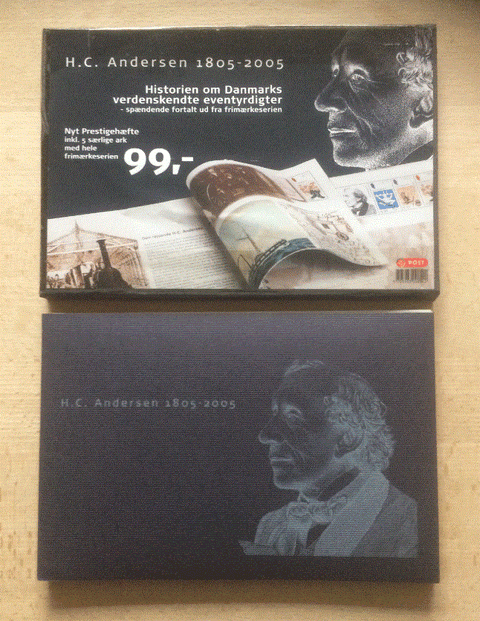 H.C. Andersen 1805-2005
Historien om Danmarks
verdenskendte eventyrdigter
- spændende fortalt ud fra frimærkeserien
Nyt Prestigehæfte
inkl. 5 særlige ark
med hele
frimærkeserien
99,-
POST
H.C. Andersen 1805-2005